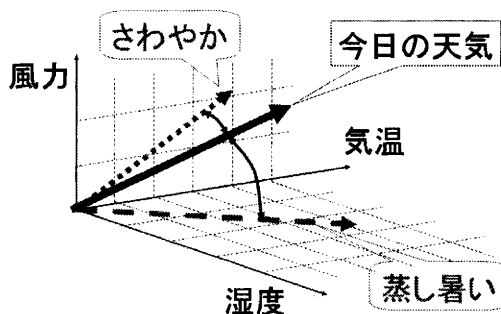 さわやか
今日の天気
風力
気温
湿度
蒸し暑い